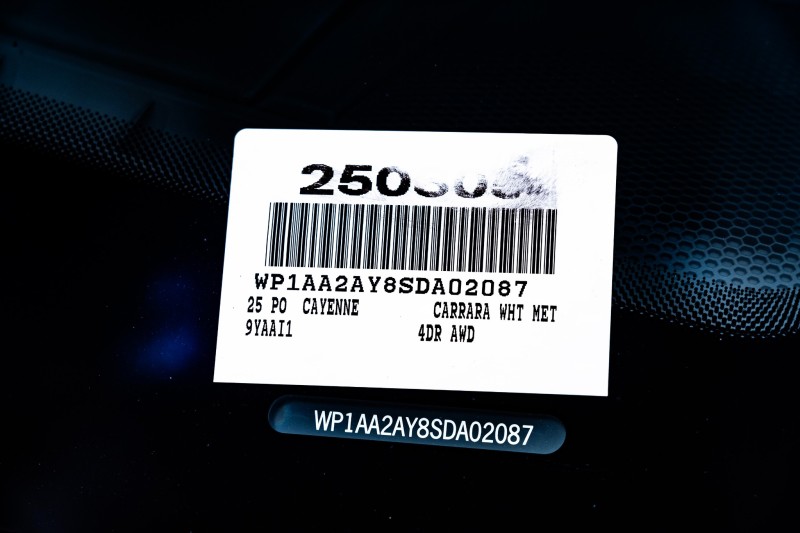 WP1AA2AY8SDA02087
25 PO CAYENNE CARRARA WHT MET
9YAAI1 4DR AWD
WP1AA2AY8SDA02087